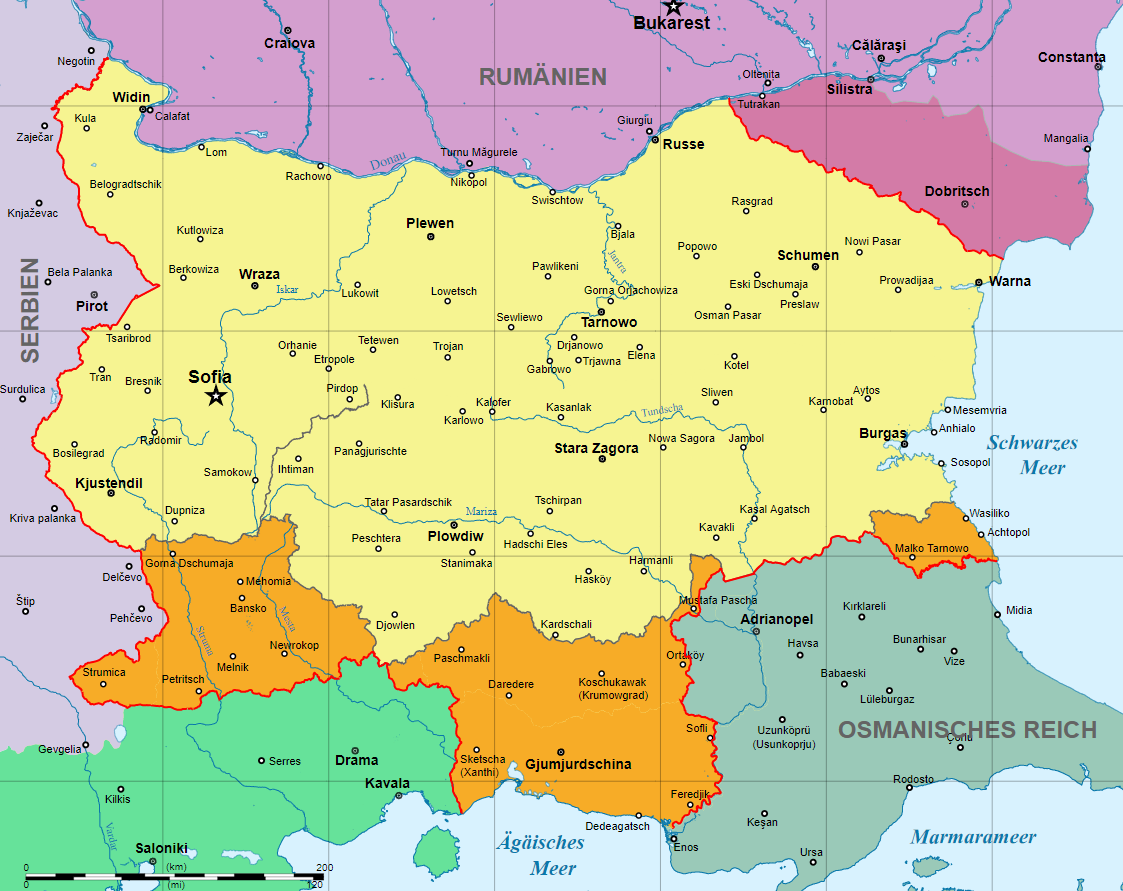 Bukarest
Craiova
Călăraşi
Negotin
Constanta
RUMÄNIEN
Oltenita
Silistra
Widin
Tutrakan
Calafat
Kula
Giurgiu
Zaječar
Mangalia
Russe
Lom
Turnu Măgurele
Donau
Rachowo
Nikopol
Belogradtschik
Dobritsch
Swischtow
Rasgrad
Knjaževac
Plewen
Kutlowiza
Bjala
Nowi Pasar
Popowo
Schumen
Jantra
Pawlikeni
Berkowiza
Bela Palanka
Wraza
Prowadijaa
Warna
Eski Dschumaja
Iskar
Lukowit
Lowetsch
Gorna Orjachowiza
Preslaw
Pirot
SERBIEN
Osman Pasar
Sewliewo
Tarnowo
Tsaribrod
Orhanie
Tetewen
Trojan
Drjanowo
Elena
Etropole
Trjawna
Gabrowo
Kotel
Tran
Bresnik
Sofia
Surdulica
Pirdop
Klisura
Kalofer
Kasanlak
Sliwen
Aytos
Karnobat
Karlowo
Tundscha
Mesemvria
Anhialo
Burgas
Schwarzes
Meer
Radomir
Nowa Sagora
Jambol
Bosilegrad
Panagjurischte
Stara Zagora
Sosopol
Samokow
Ihtiman
Kjustendil
Tatar Pasardschik
Tschirpan
Mariza
Kasal Agatsch
Dupniza
Wasiliko
Kriva palanka
Kavakli
Achtopol
Peschtera
Plowdiw
Hadschi Eles
Malko Tarnowo
Gorna Dschumaja
Stanimaka
Harmanli
Delčevo
Mehomia
Hasköy
Štip
Bansko
Mustafa Pascha
Kırklareli
Midia
Pehčevo
Mesta
Djowlen
Kardschali
Adrianopel
Struma
Newrokop
Havsa
Bunarhisar
Vize
Paschmakli
Ortaköy
Melnik
Strumica
Petritsch
Daredere
Koschukawak
(Krumowgrad)
Babaeski
Lüleburgaz
Sofli
Uzunköprü
(Usunkoprju)
OSMANISCHES REICH
Çorlu
Gevgelia
Serres
Drama
Sketscha
(Xanthi)
Gjumjurdschina
Kavala
Rodosto
Kilkis
Feredjik
Dedeagatsch
Keşan
Vardar
Saloniki
Ägäisches
Meer
Enos
Marmarameer
Ursa
0
(km)
200
0
(mi)
120